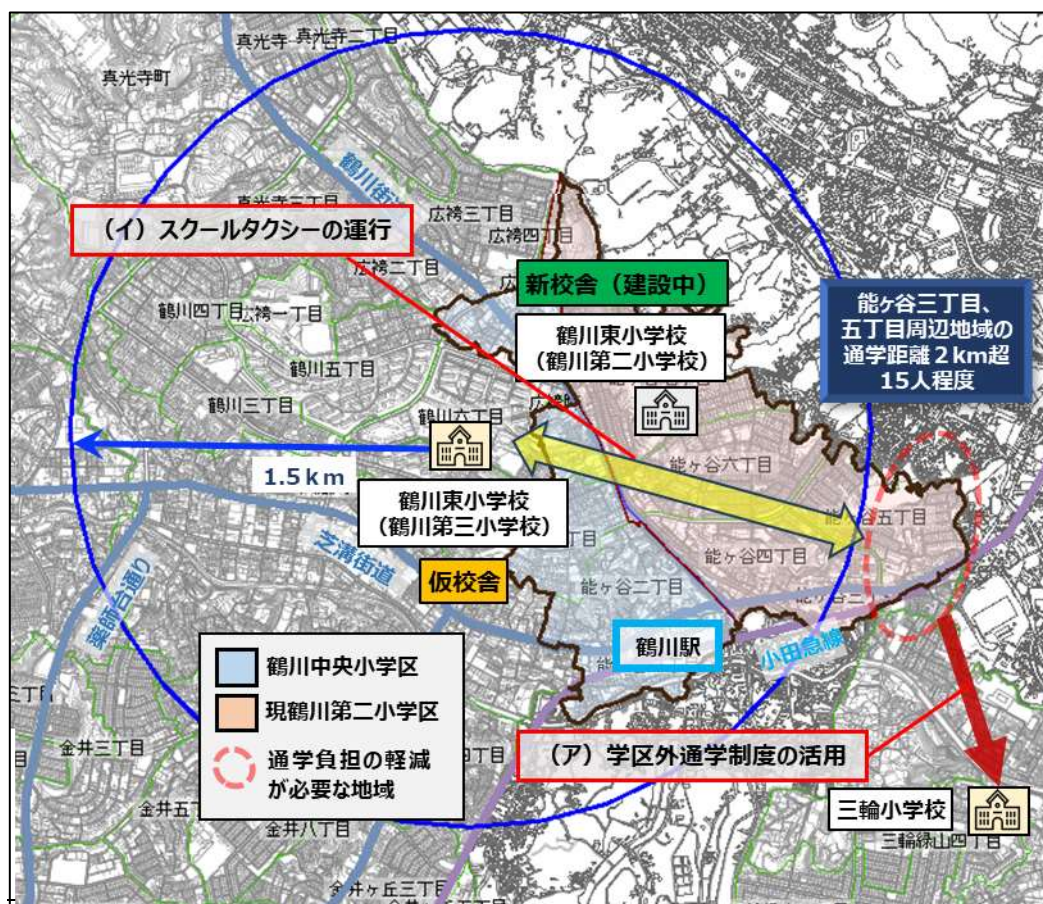 真光寺二丁目
真光寺町
鶴川街
真光寺三丁目
（イ）スクールタクシーの運行
広袴三丁目
広袴四丁目
広袴二丁目
新校舎（建設中）
能ヶ谷三丁目、
五丁目周辺地域の
通学距離２km超
15人程度
鶴川四丁目
広袴一丁目
鶴川東小学校
（鶴川第二小学校）
鶴川五丁目
鶴川三丁目
鶴川六丁目
能ヶ谷六丁目
1.5ｋｍ
鶴川東小学校
（鶴川第三小学校）
能ヶ谷五丁目
能ヶ谷四丁目
芝溝街道
仮校舎
能ヶ谷二丁目
薬師台通り
鶴川駅
小田急線
鶴川中央小学区
現鶴川第二小学区
通学負担の軽減
が必要な地域
三丁目
金井三丁目
（ア）学区外通学制度の活用
金井五
金井八丁目
三輪小学校
三輪緑山四丁目
金井ヶ丘三丁目